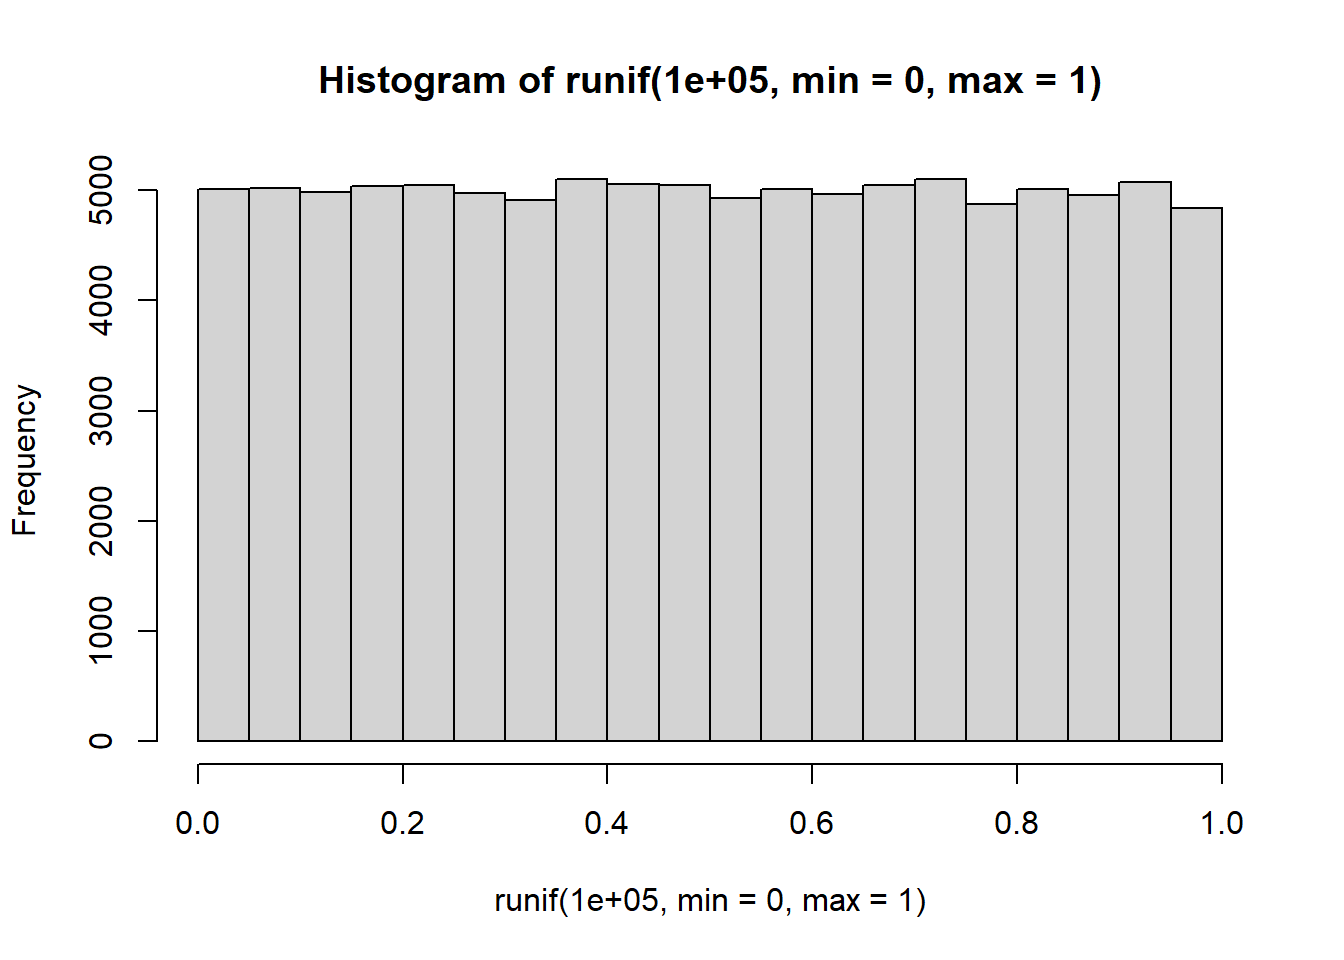 Histogram of runif(1e+05, min = 0, max = 1)
Frequency
5000
4000
3000
2000
1000
0
0.0 0.2 0.4 0.6 0.8 1.0
runif(1e+05, min = 0, max = 1)